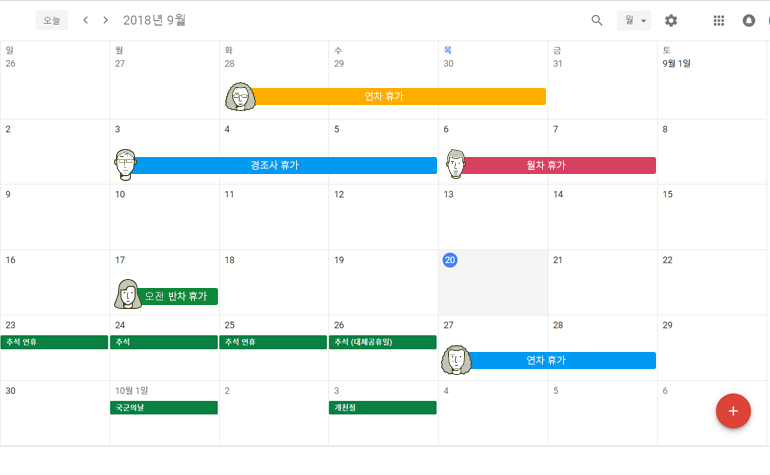 오늘 2018년 9월 월
일 월 화 수 목 금 토
26 27 28 29 30 31 9월 1일
연차 휴가
2 3 4 5 6 7 8
경조사 휴가 월차 휴가
9 10 11 12 13 14 15
16 17 18 19 20 21 22
오전 반차 휴가
23 24 25 26 27 28 29
추석 연휴 추석 추석 연휴 추석 (대체공휴일)
연차 휴가
30 10월 1일 2 3 4 5 6
국군의날 개천절